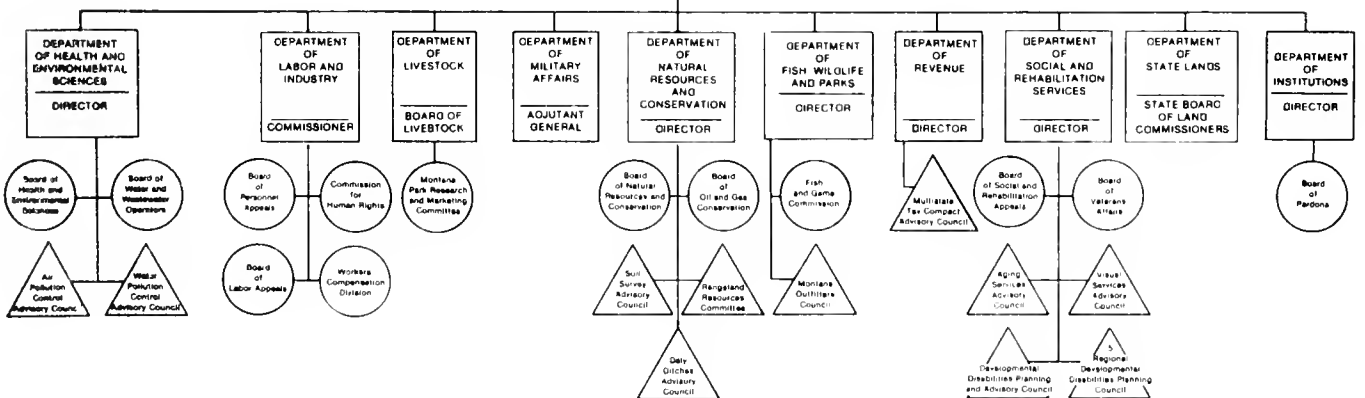 DEPARTMENT
OF HEALTH AND
ENVIRONMENTAL
SCIENCES
DIRECTOR
DEPARTMENT
OF
LABOR AND
INDUSTRY
COMMISSIONER
DEPARTMENT
OF
LIVESTOCK
BOARD OF
LIVESTOCK
DEPARTMENT
OF
MILITARY
AFFAIRS
ADJUTANT
GENERAL
DEPARTMENT
OF
NATURAL
RESOURCES
AND
CONSERVATION
DIRECTOR
DEPARTMENT
OF
FISH WILDLIFE
AND PARKS
DIRECTOR
DEPARTMENT
OF
REVENUE
DIRECTOR
DEPARTMENT
OF
SOCIAL AND
REHABILITATION
SERVICES
DIRECTOR
DEPARTMENT
OF
STATE LANDS
STATE BOARD
OF LAND
COMMISSIONERS
DEPARTMENT
OF
INSTITUTIONS
DIRECTOR
Board of
Health and
Environmental
Board of
Water and
Wastewater
Operators
Board
of
Personnel
Appeals
Commission
for
Human Rights
Montana
Park Research
and Marketing
Committee
Board
of Natural
Resources and
Conservation
Board
of
Oil and Gas
Conservation
Fish
and Game
Commission
Multistate
Tax Compact
Advisory Council
Board
of Social and
Rehabilitation
Appeals
Board
of
Veterans
Affairs
Board
of
Pardons
Air
Pollution
Control
Advisory Counc
Water
Pollution
Control
Advisory Council
Board
of
Labor Appeals
Workers
Compensation
Division
Soil
Survey
Advisory
Council
Rangeland
Resources
Committee
Montana
Outfitters
Council
Aging
Services
Advisory
Council
Visual
Services
Advisory
Council
Daly
Ditches
Advisory
Council
Developmental
Disabilities Planning
and Advisory Council
5
Regional
Developmental
Disabilities Planning
Council